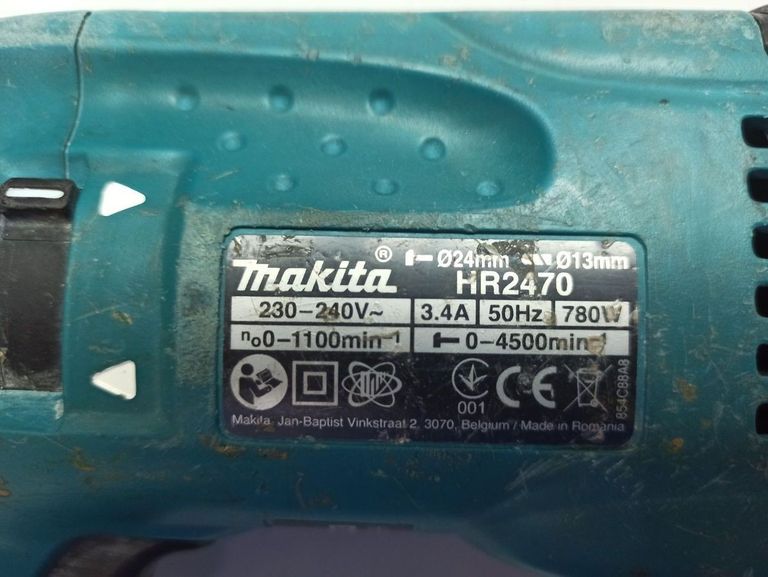 Ø24mm Ø13mm
makita® HR2470
230-240V~ 3.4A 50Hz 780W
n₀0-1100min⁻¹ 0-4500min⁻¹
001 CE
854C88A8
Makita Jan-Baptist Vinkstraat 2, 3070, Belgium / Made in Romania